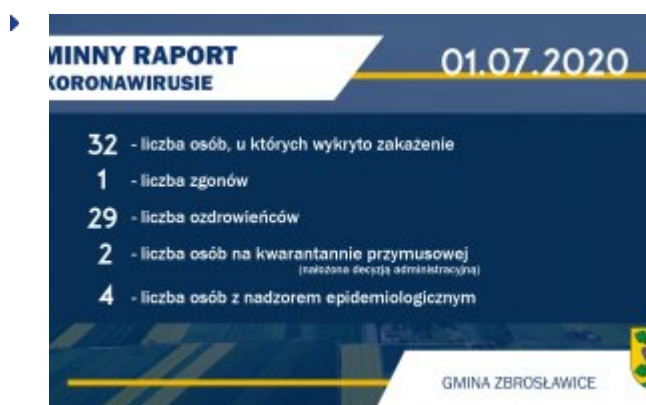 MINNY RAPORT
KORONAWIRUSIE
01.07.2020
32 - liczba osób, u których wykryto zakażenie
1 - liczba zgonów
29 - liczba ozdrowieńców
2 - liczba osób na kwarantannie przymusowej
(nałożona decyzją administracyjną)
4 - liczba osób z nadzorem epidemiologicznym
GMINA ZBROSŁAWICE